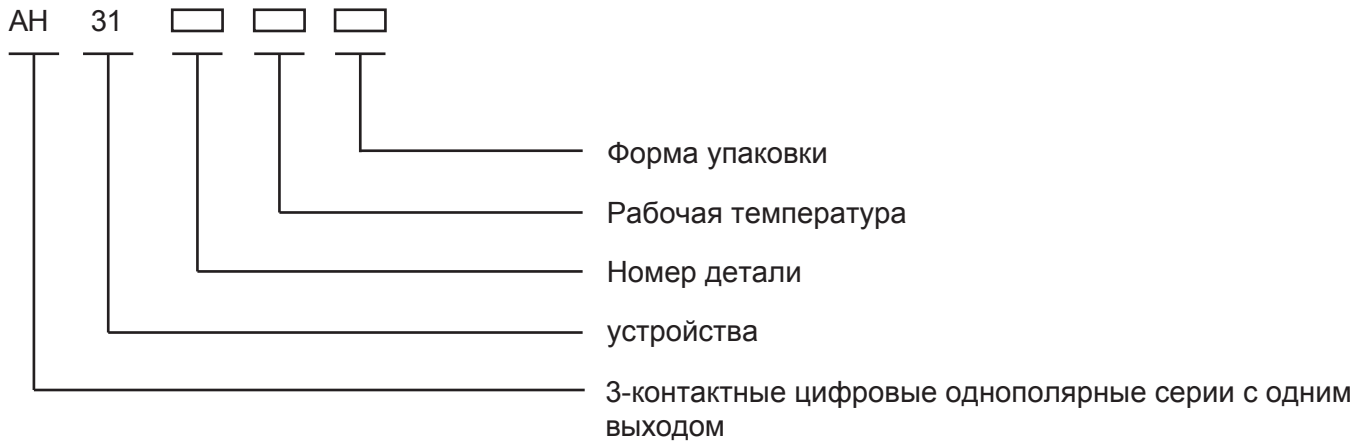 AH 31
Форма упаковки
Рабочая температура
Номер детали
устройства
3-контактные цифровые однополярные серии с одним
выходом